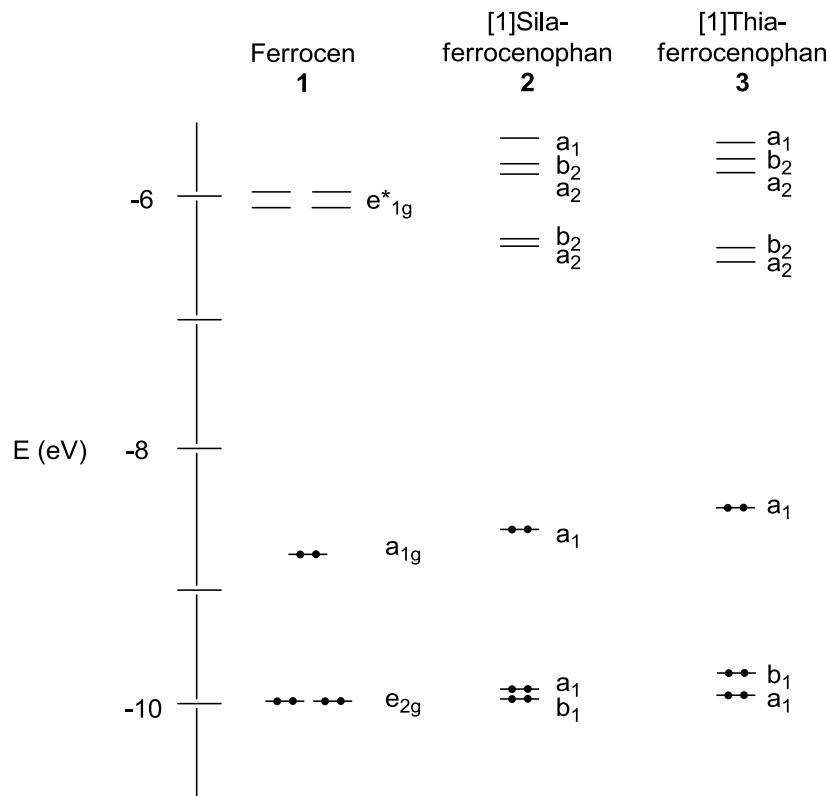 [1]Sila-
ferrocenophan
2
[1]Thia-
ferrocenophan
3
Ferrocen
1
a₁
b₂
a₂
a₁
b₂
a₂
-6
e*₁g
b₂
a₂
b₂
a₂
E (eV)
-8
a₁g
a₁
a₁
-10
e₂g
a₁
b₁
b₁
a₁